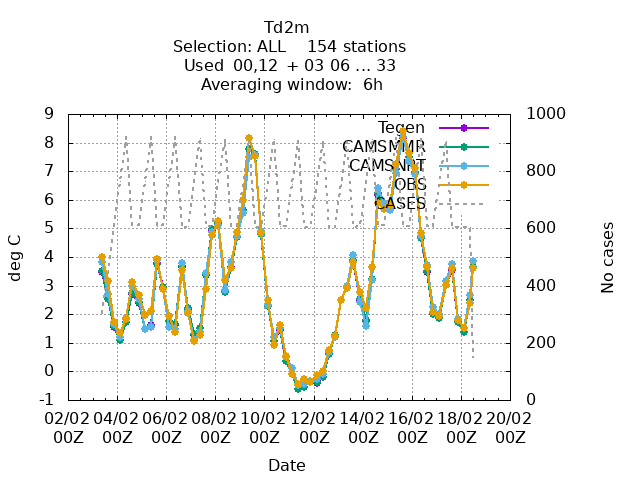 Td2m
Selection: ALL    154 stations
Used  00,12  + 03 06 ... 33
Averaging window:  6h
9 1000
Tegen
8
CAMSMMR
7 800
CAMSNRT
OBS
6 CASES 600
5
deg C
No cases
4 400
3
2 200
1
0
-1 0
02/02 04/02 06/02 08/02 10/02 12/02 14/02 16/02 18/02 20/02
00Z 00Z 00Z 00Z 00Z 00Z 00Z 00Z 00Z 00Z
Date